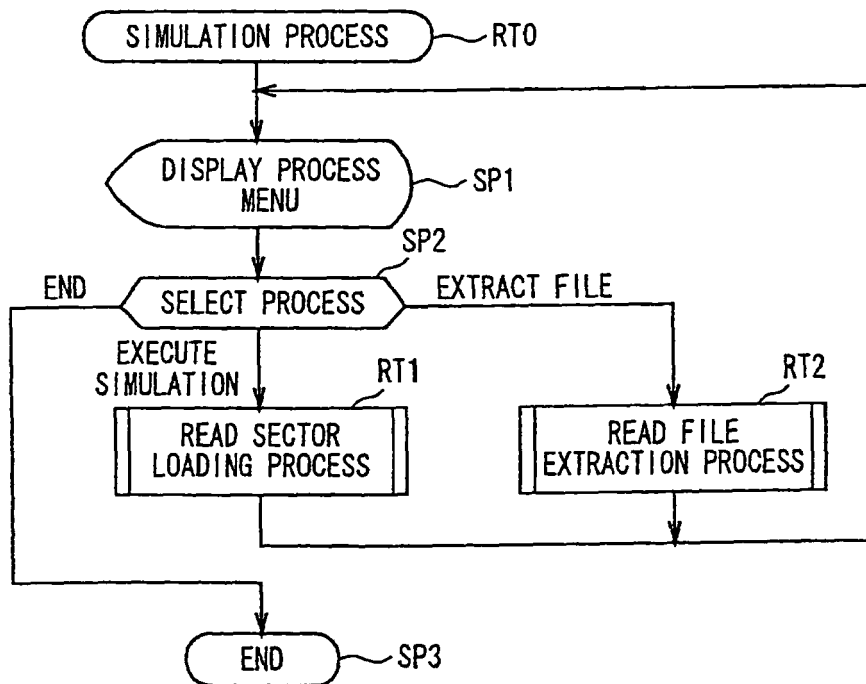 SIMULATION PROCESS
RT0
DISPLAY PROCESS
MENU
SP1
SP2
END
SELECT PROCESS
EXTRACT FILE
EXECUTE
SIMULATION
RT1
RT2
READ SECTOR
LOADING PROCESS
READ FILE
EXTRACTION PROCESS
END
SP3